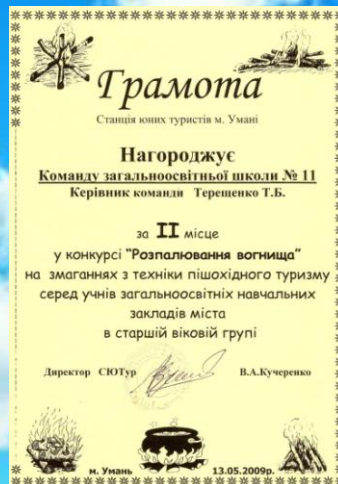 Грамота
Станція юних туристів м. Умані
Нагороджує
Команду загальноосвітньої школи № 11
Керівник команди Терещенко Т.Б.
за II місце
у конкурсі "Розпалювання вогнища"
на змаганнях з техніки пішохідного туризму
серед учнів загальноосвітніх навчальних
закладів міста
в старшій віковій групі
Директор СЮТур В.А.Кучеренко
м. Умань 13.05.2009р.